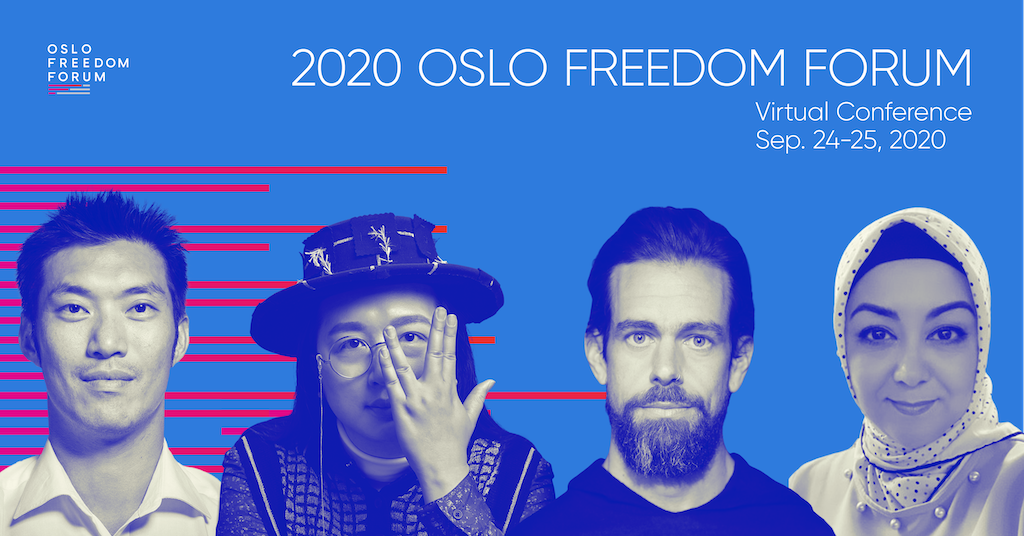 OSLO
FREEDOM
FORUM
2020 OSLO FREEDOM FORUM
Virtual Conference
Sep. 24-25, 2020